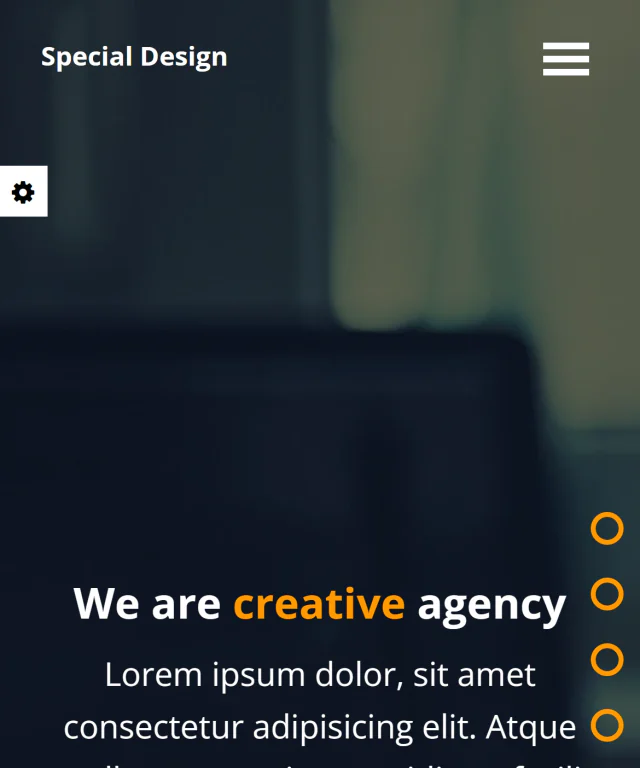 Special Design
We are creative agency
Lorem ipsum dolor, sit amet
consectetur adipisicing elit. Atque